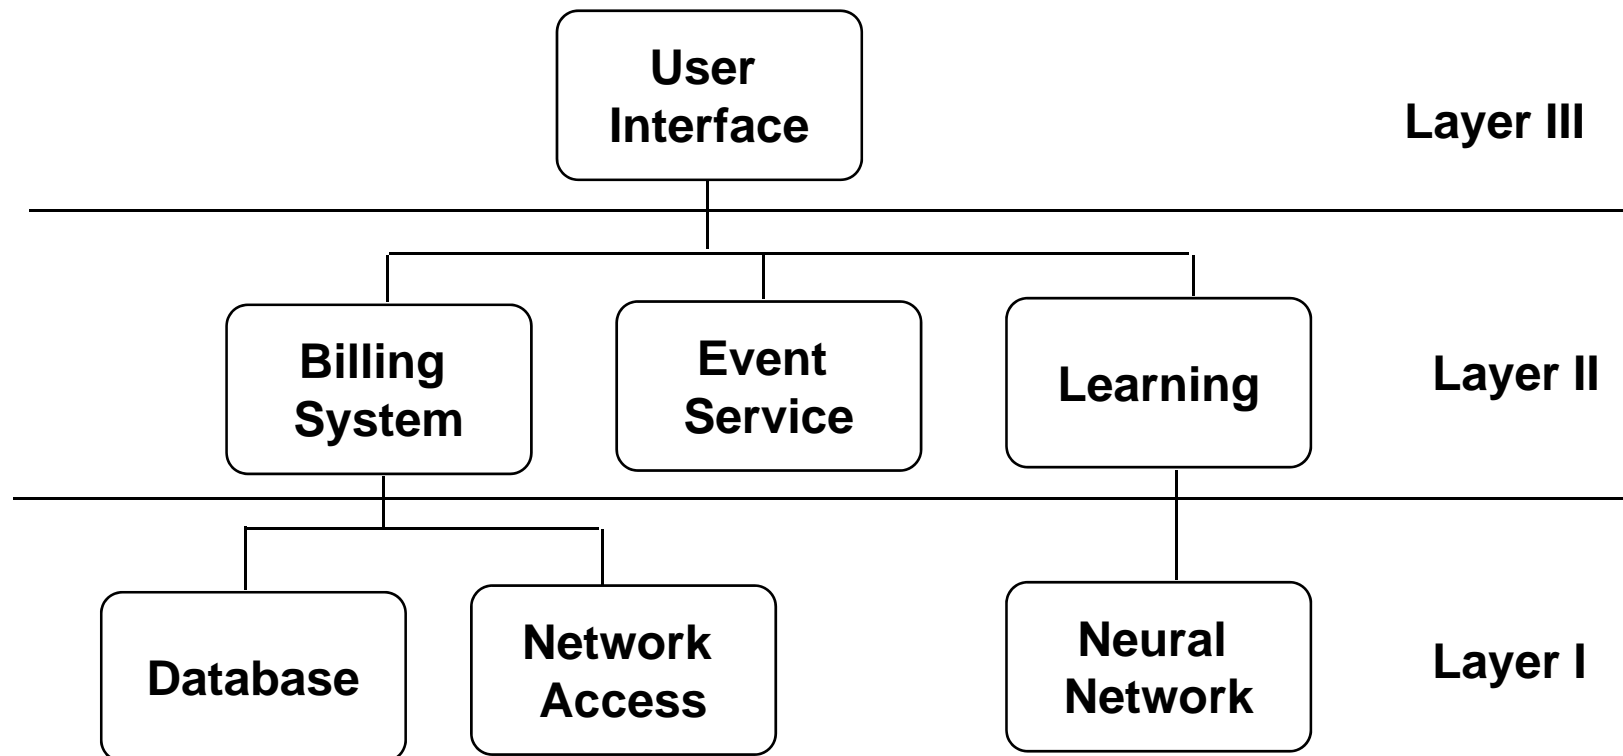 User
Interface
Layer III
Billing
System
Event
Service
Learning
Layer II
Database
Network
Access
Neural
Network
Layer I